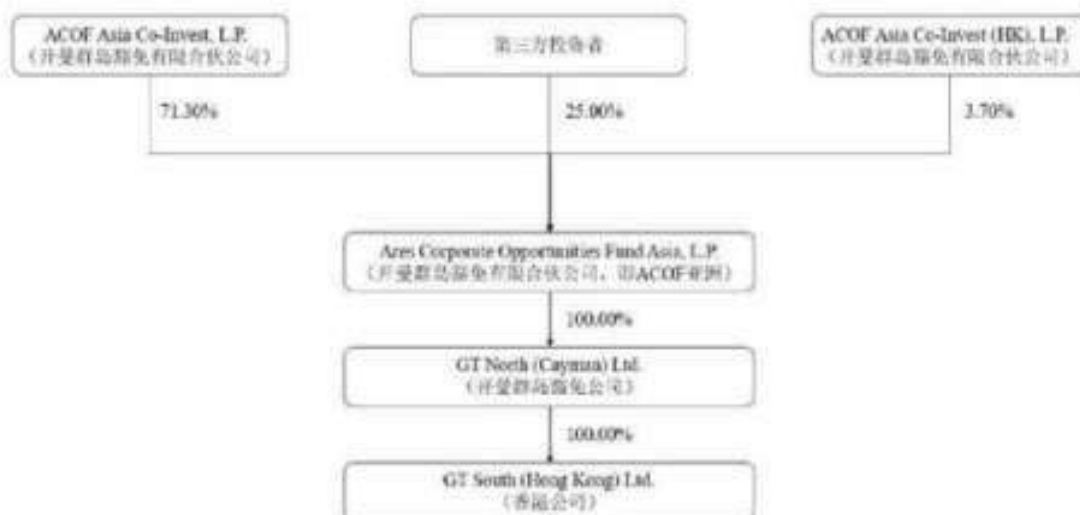 ACOF Asia Co-Invest, L.P.
（开曼群岛豁免有限合伙公司）
第三方投资者
ACOF Asia Co-Invest (HK), L.P.
（开曼群岛豁免有限合伙公司）
71.30%
25.00%
3.70%
Ares Corporate Opportunities Fund Asia, L.P.
（开曼群岛豁免有限合伙公司，即ACOF亚洲）
100.00%
GT North (Cayman) Ltd.
（开曼群岛豁免公司）
100.00%
GT South (Hong Kong) Ltd.
（香港公司）